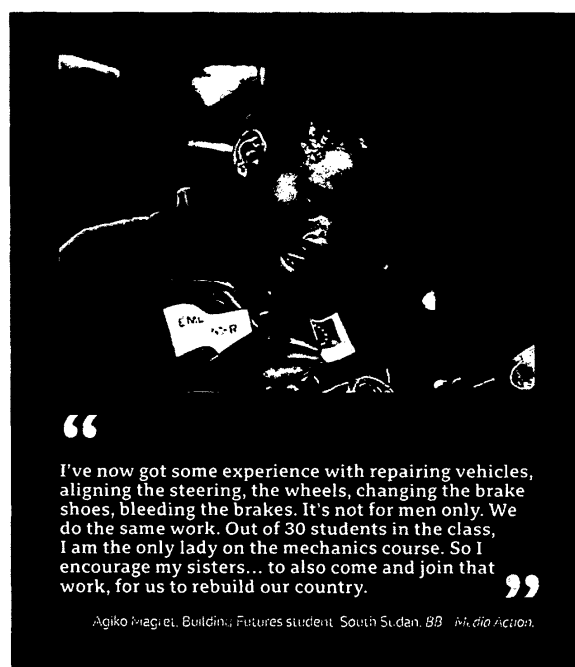 “
I've now got some experience with repairing vehicles,
aligning the steering, the wheels, changing the brake
shoes, bleeding the brakes. It's not for men only. We
do the same work. Out of 30 students in the class,
I am the only lady on the mechanics course. So I
encourage my sisters... to also come and join that
work, for us to rebuild our country.
”
Building Futures student, South Sudan. Media Action.